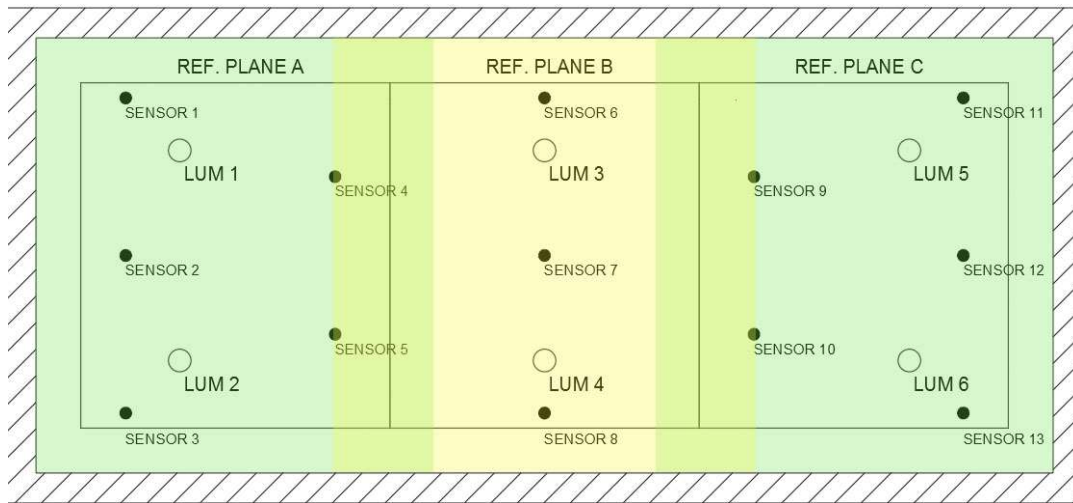 REF. PLANE A
REF. PLANE B
REF. PLANE C
SENSOR 1
SENSOR 6
SENSOR 11
LUM 1
LUM 3
LUM 5
SENSOR 4
SENSOR 9
SENSOR 2
SENSOR 7
SENSOR 12
SENSOR 5
SENSOR 10
LUM 2
LUM 4
LUM 6
SENSOR 3
SENSOR 8
SENSOR 13